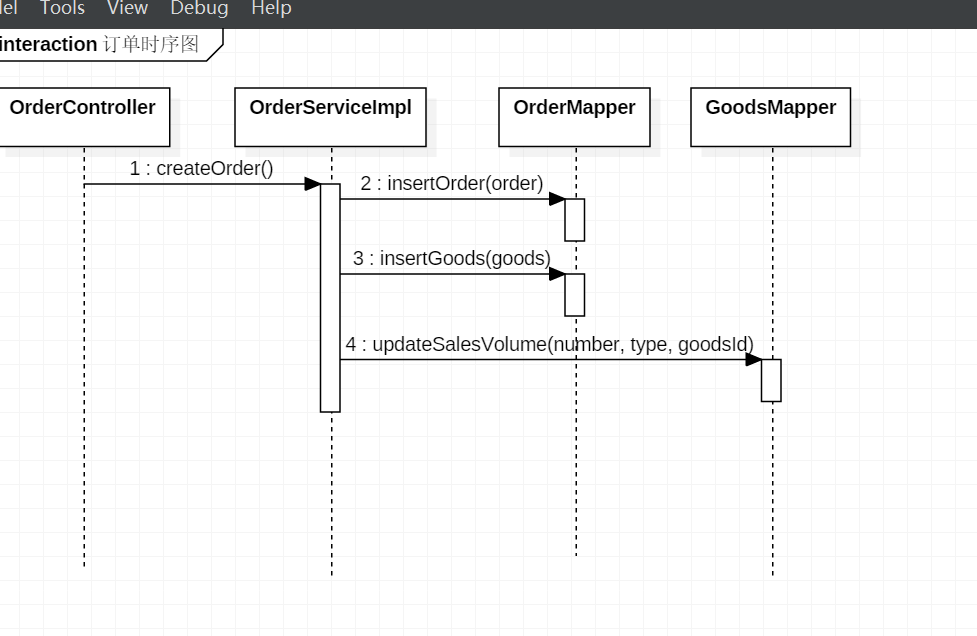 Tools View Debug Help
interaction 订单时序图
OrderController OrderServiceImpl OrderMapper GoodsMapper
1 : createOrder()
2 : insertOrder(order)
3 : insertGoods(goods)
4 : updateSalesVolume(number, type, goodsId)